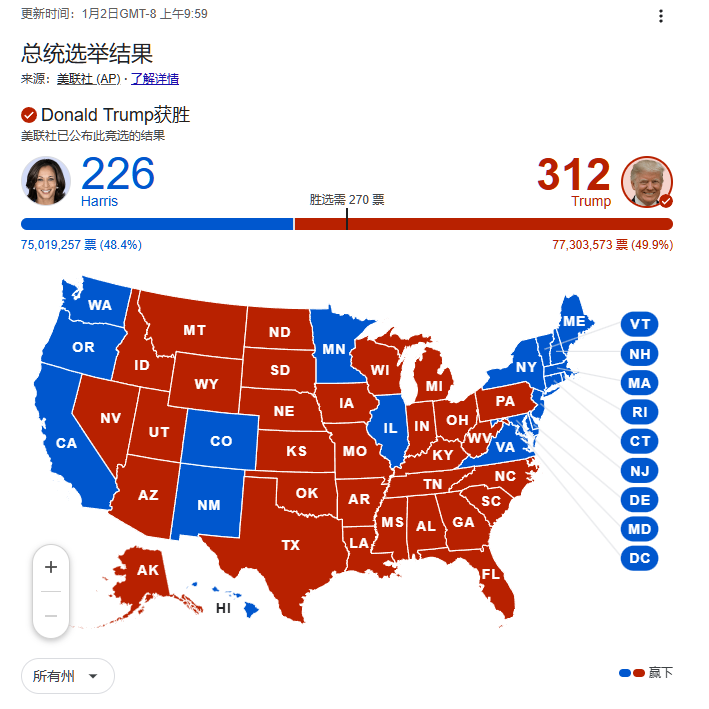 更新时间：1月2日GMT-8 上午9:59
总统选举结果
来源：美联社 (AP) · 了解详情
Donald Trump获胜
美联社已公布此竞选的结果
226
312
Harris
胜选需 270 票
Trump
75,019,257 票 (48.4%)
77,303,573 票 (49.9%)
WA
MT
ND
MN
ME
VT
OR
ID
SD
WI
NY
NH
WY
MI
MA
NV
NE
IA
PA
RI
CA
UT
CO
IL
IN
OH
CT
KS
MO
WV
VA
KY
NJ
AZ
NM
OK
AR
TN
NC
DE
TX
LA
MS
AL
GA
SC
MD
DC
AK
HI
FL
+
−
所有州
赢下